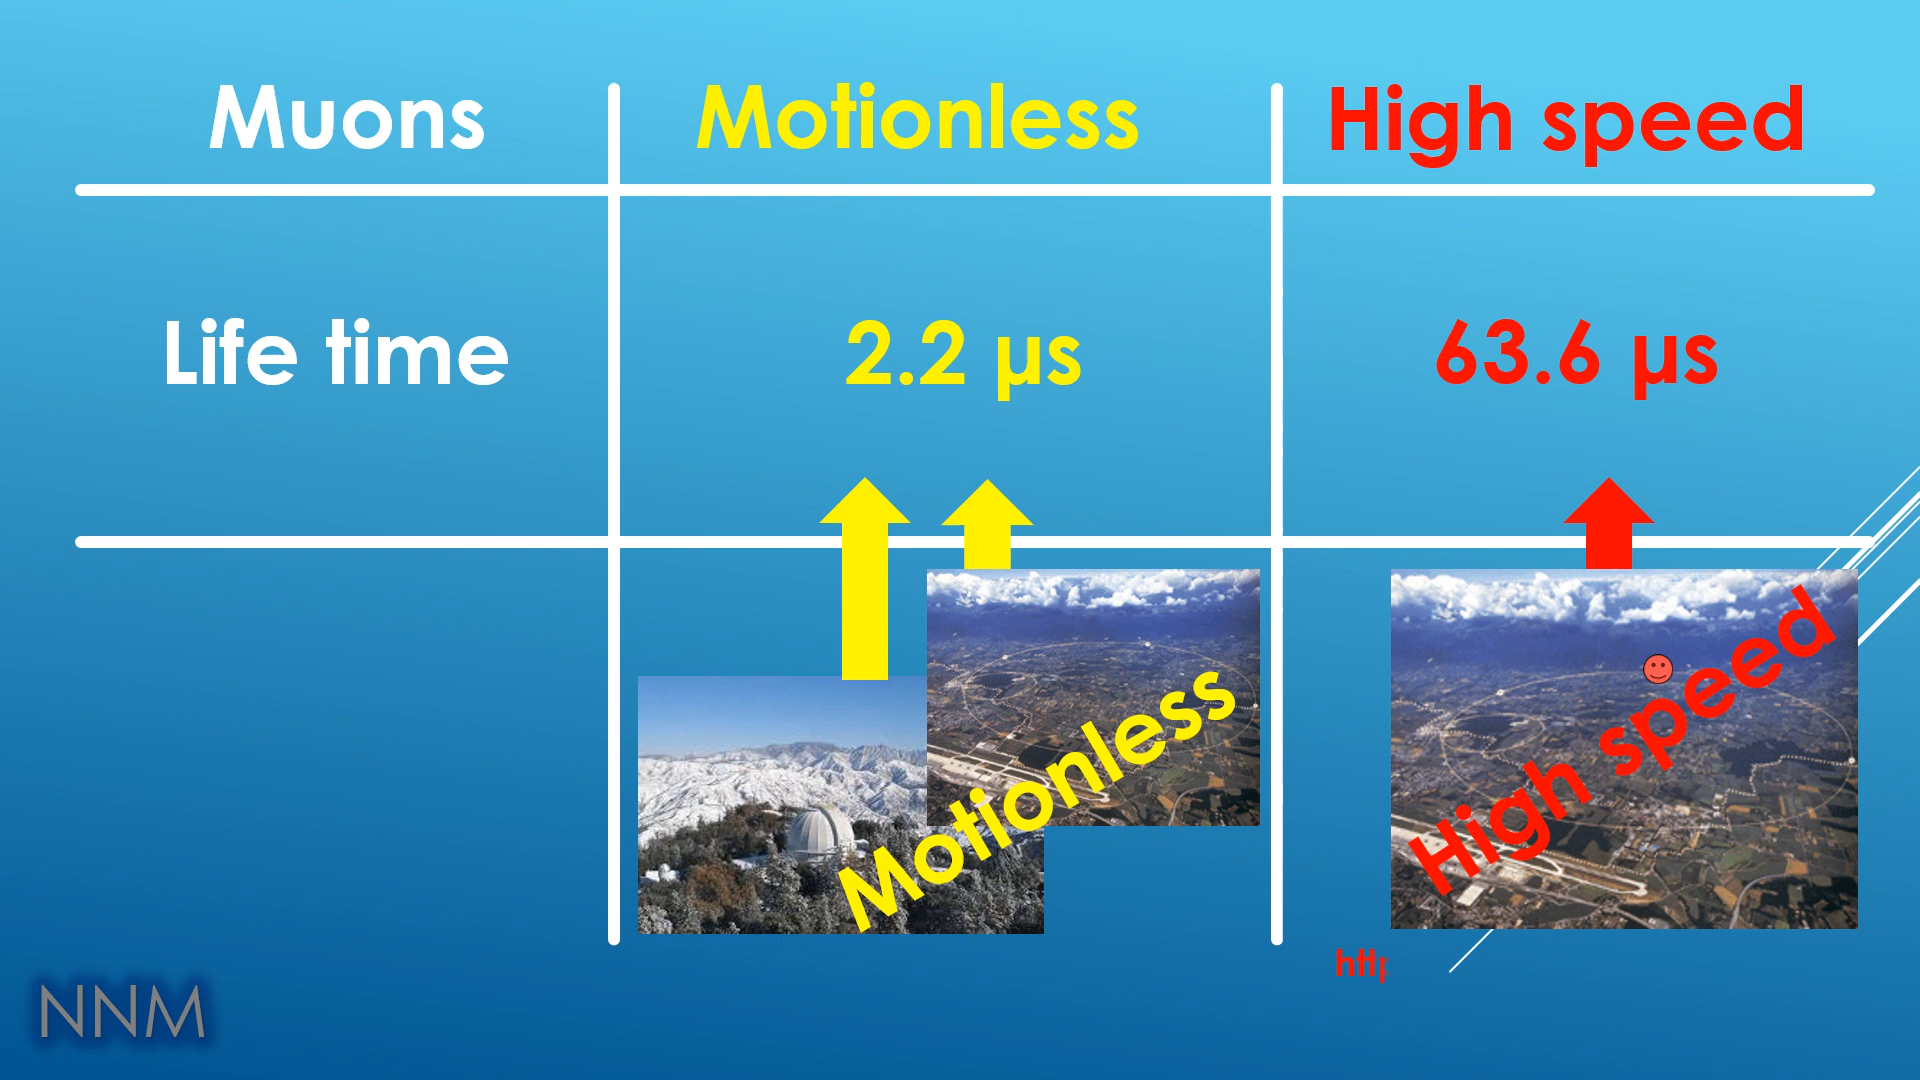 Muons
Motionless
High speed
Life time
2.2 µs
63.6 µs
Motionless
High speed
NNM